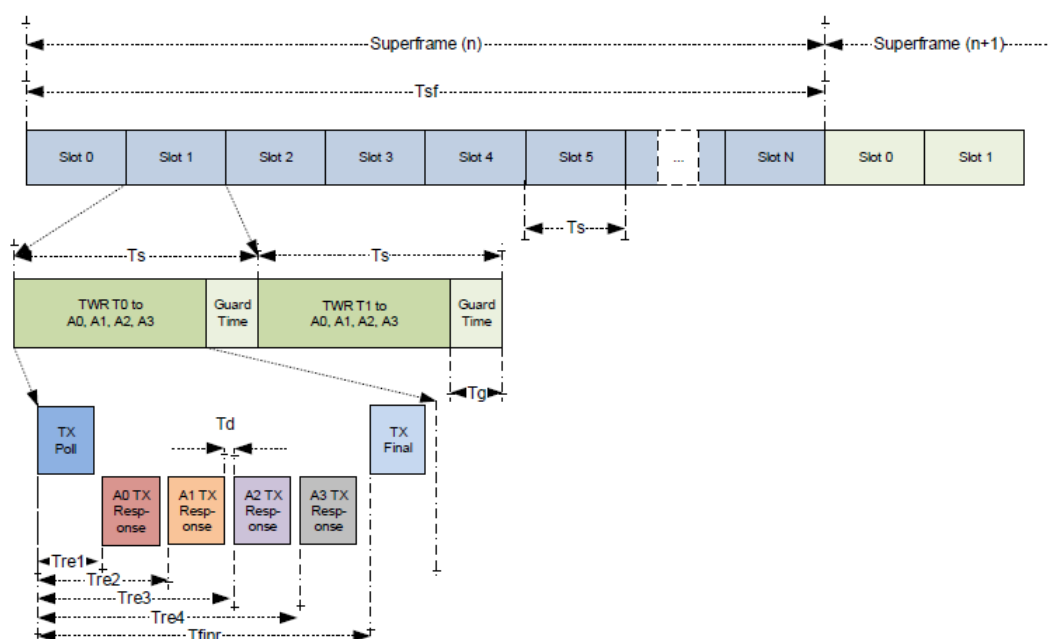 Superframe (n)
Superframe (n+1)
Tsf
Slot 0
Slot 1
Slot 2
Slot 3
Slot 4
Slot 5
...
Slot N
Slot 0
Slot 1
Ts
Ts
Ts
TWR T0 to
A0, A1, A2, A3
Guard
Time
TWR T1 to
A0, A1, A2, A3
Guard
Time
Tg
TX
Poll
Td
TX
Final
A0 TX
Resp-
onse
A1 TX
Resp-
onse
A2 TX
Resp-
onse
A3 TX
Resp-
onse
Tre1
Tre2
Tre3
Tre4
Tfinr